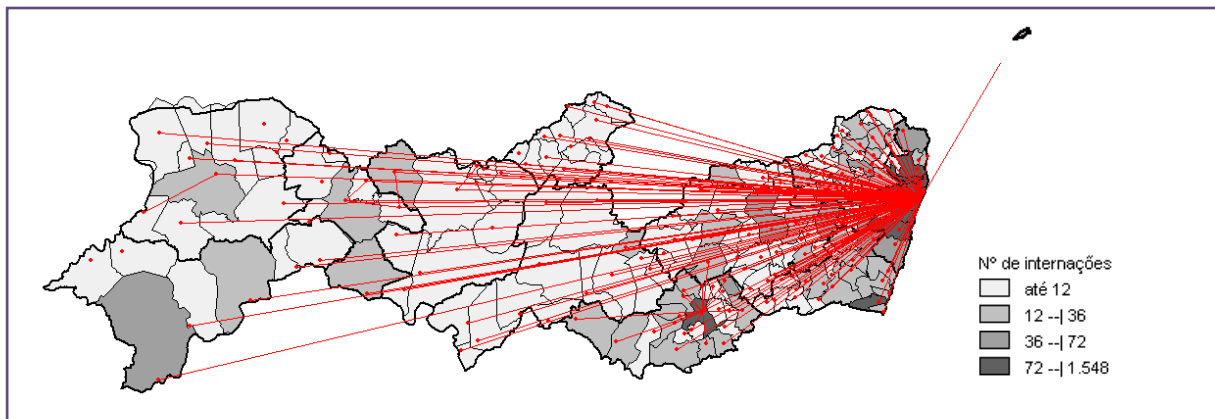 Nº de internações
até 12
12 --| 36
36 --| 72
72 --| 1.548